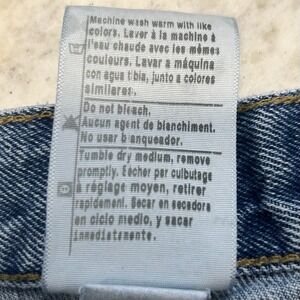 Machine wash warm with like
colors. Laver à la machine à
l'eau chaude avec les mêmes
couleurs. Lavar a máquina
con agua tibia, junto a colores
similares.
Do not bleach.
Aucun agent de blanchiment.
No usar blanqueador.
Tumble dry medium, remove
promptly. Sécher par culbutage
à réglage moyen, retirer
rapidement. Secar en secadora
en ciclo medio, y sacar
inmediatamente.